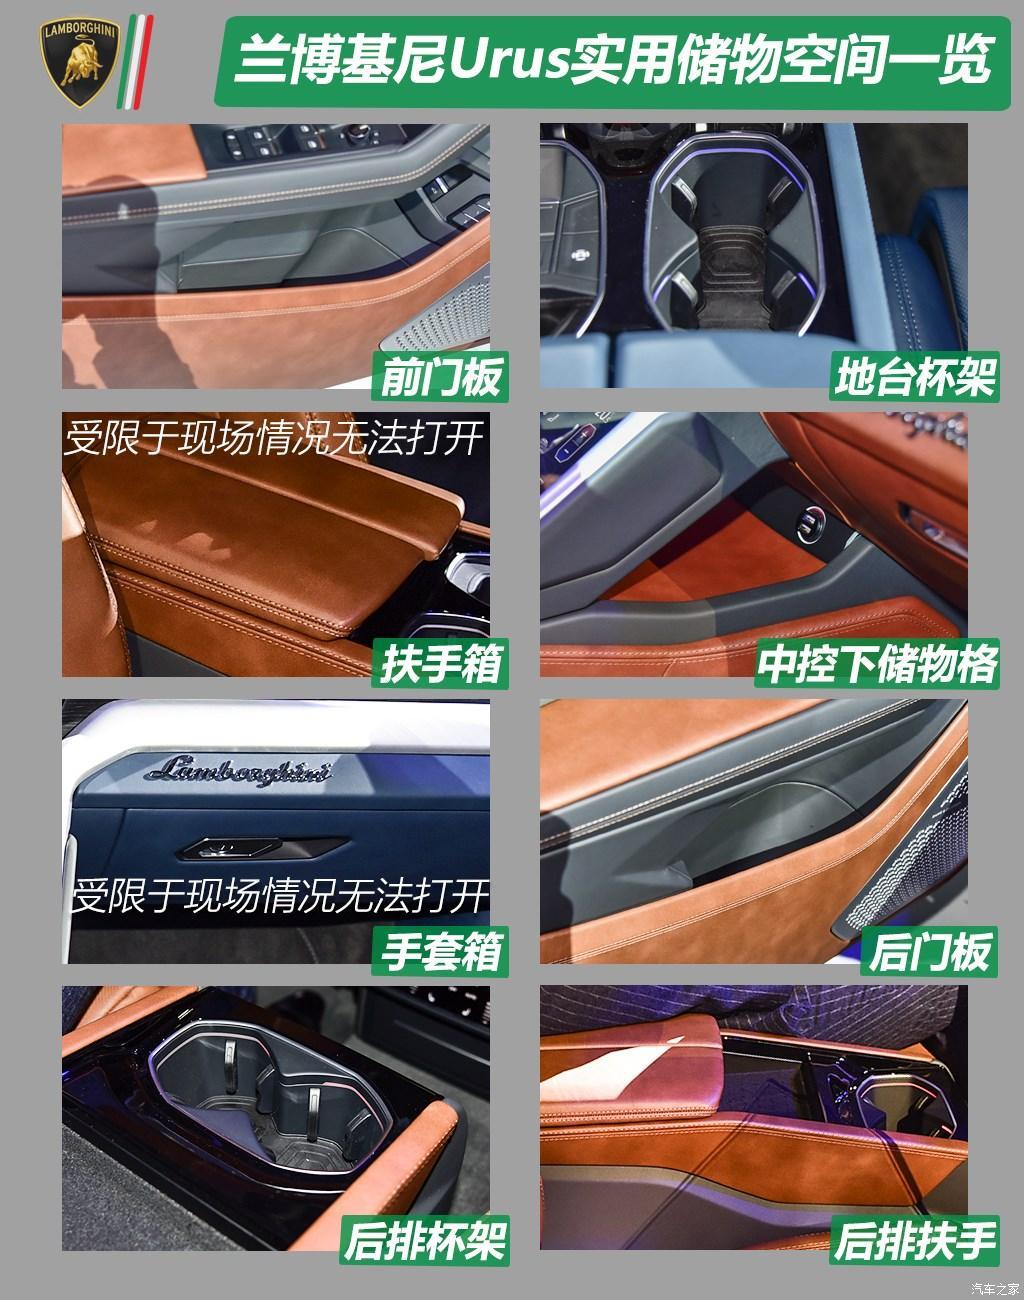 LAMBORGHINI
兰博基尼Urus实用储物空间一览
前门板
地台杯架
受限于现场情况无法打开
扶手箱
中控下储物格
Lamborghini
受限于现场情况无法打开
手套箱
后门板
后排杯架
后排扶手
汽车之家